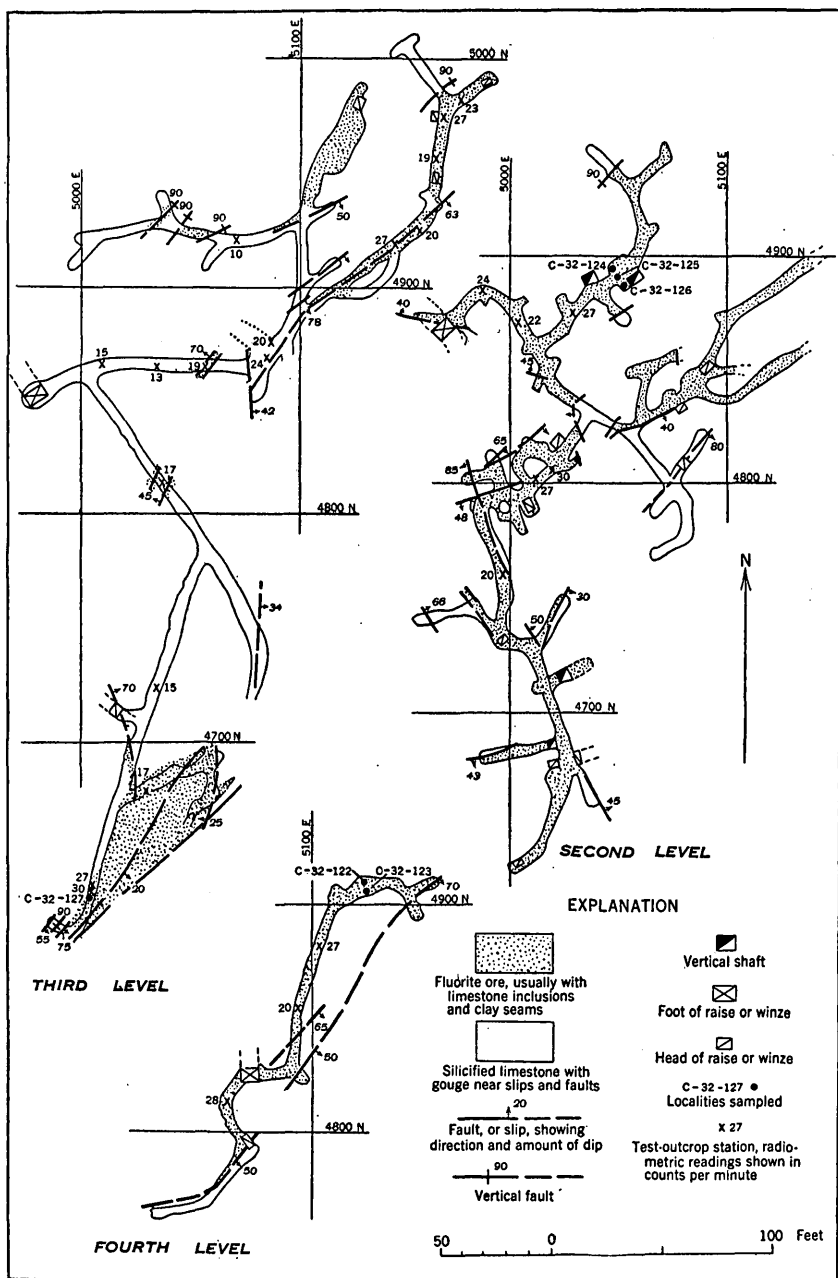 5100 E
5000 N
90
23
27
19
63
20
27
5000 E
90
90
90
10
50
4900 N
78
20
24
42
15
13
19
70
17
45
4800 N
34
70
15
4700 N
17
25
20
27
30
C-32-127
90
55
75
THIRD LEVEL
5000 E
5100 E
90
4900 N
C-32-124
C-32-125
C-32-126
24
40
22
27
45
40
80
65
85
30
27
48
4800 N
20
66
50
30
4700 N
43
45
SECOND LEVEL
N
5100 E
C-32-122
C-32-123
70
4900 N
27
20
65
50
28
4800 N
50
FOURTH LEVEL
EXPLANATION
Fluorite ore, usually with
limestone inclusions
and clay seams
Silicified limestone with
gouge near slips and faults
20
Fault, or slip, showing
direction and amount of dip
90
Vertical fault
Vertical shaft
Foot of raise or winze
Head of raise or winze
C-32-127
Localities sampled
x 27
Test-outcrop station, radio-
metric readings shown in
counts per minute
50 0 100 Feet